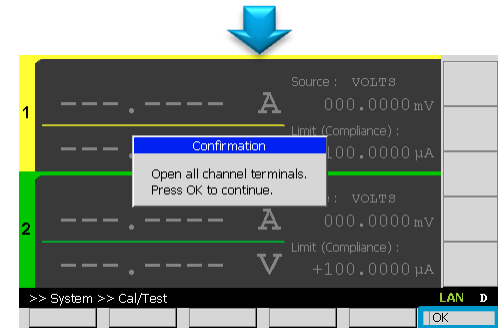 Source : VOLTS
1
---.---- A
000.0000 mV
Limit (Compliance) :
Confirmation
---.
100.0000 µA
Open all channel terminals.
Press OK to continue.
: VOLTS
2
---.---- A
000.0000 mV
Limit (Compliance) :
---.---- V
+100.0000 µA
>> System >> Cal/Test
LAN D
OK